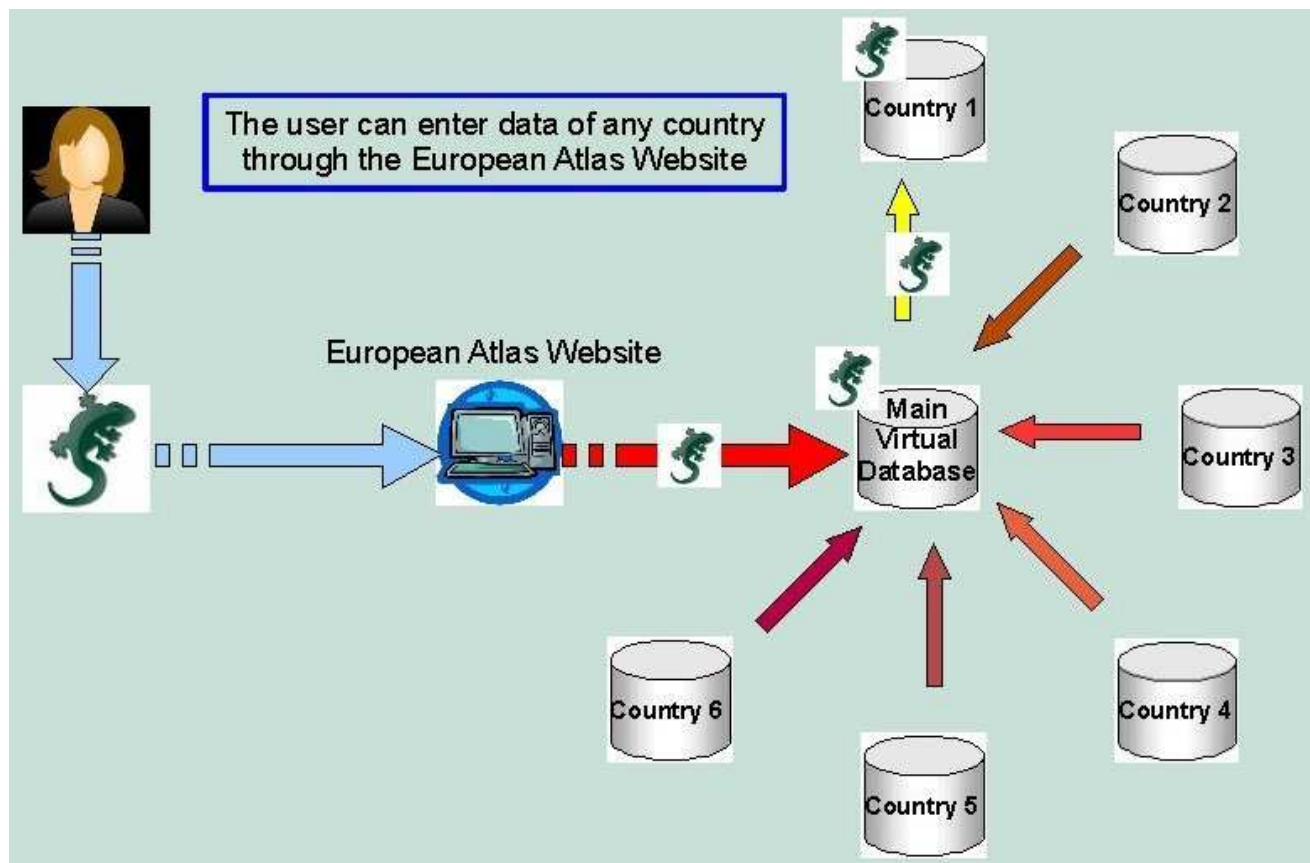 The user can enter data of any country
through the European Atlas Website
Country 1
Country 2
European Atlas Website
Main
Virtual
Database
Country 3
Country 6
Country 4
Country 5